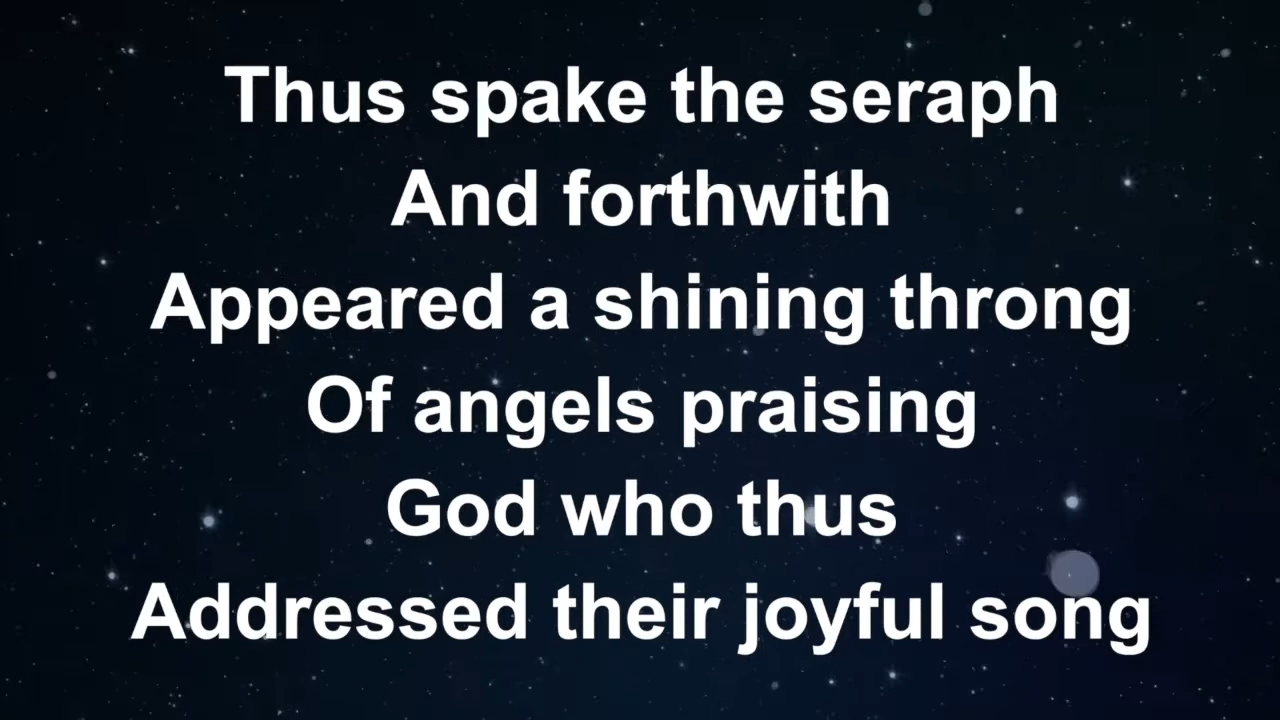 Thus spake the seraph
And forthwith
Appeared a shining throng
Of angels praising
God who thus
Addressed their joyful song